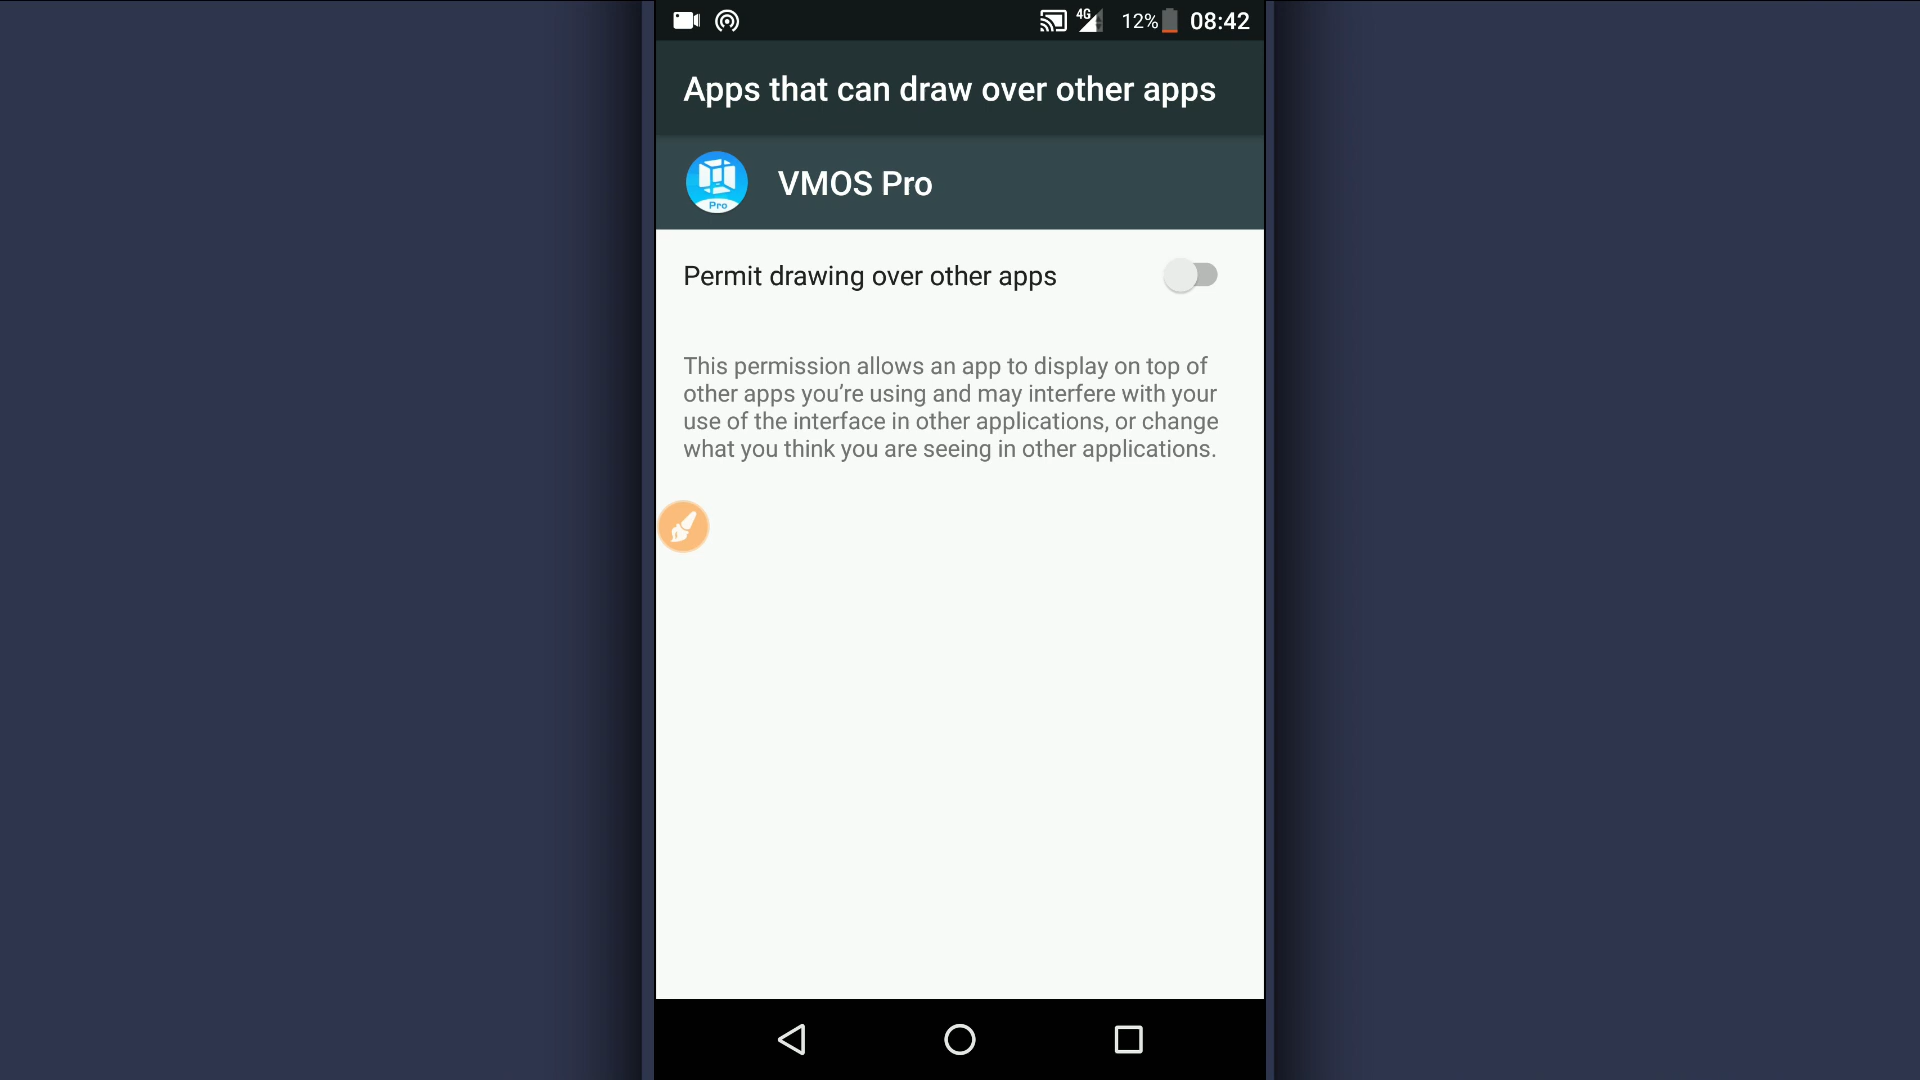 4G 12% 08:42
Apps that can draw over other apps
Pro
VMOS Pro
Permit drawing over other apps
This permission allows an app to display on top of
other apps you’re using and may interfere with your
use of the interface in other applications, or change
what you think you are seeing in other applications.